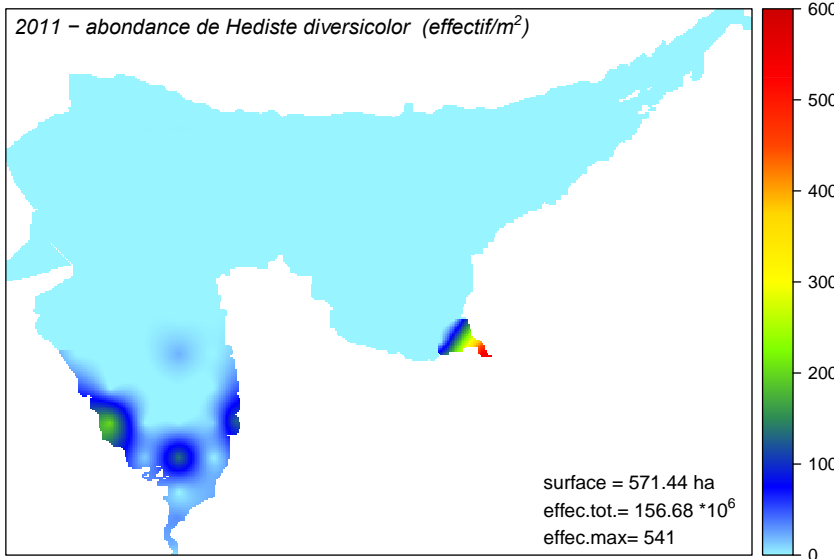 2011 − abondance de Hediste diversicolor (effectif/m²)
600
500
400
300
200
100
0
surface = 571.44 ha
effec.tot.= 156.68 *10⁶
effec.max= 541